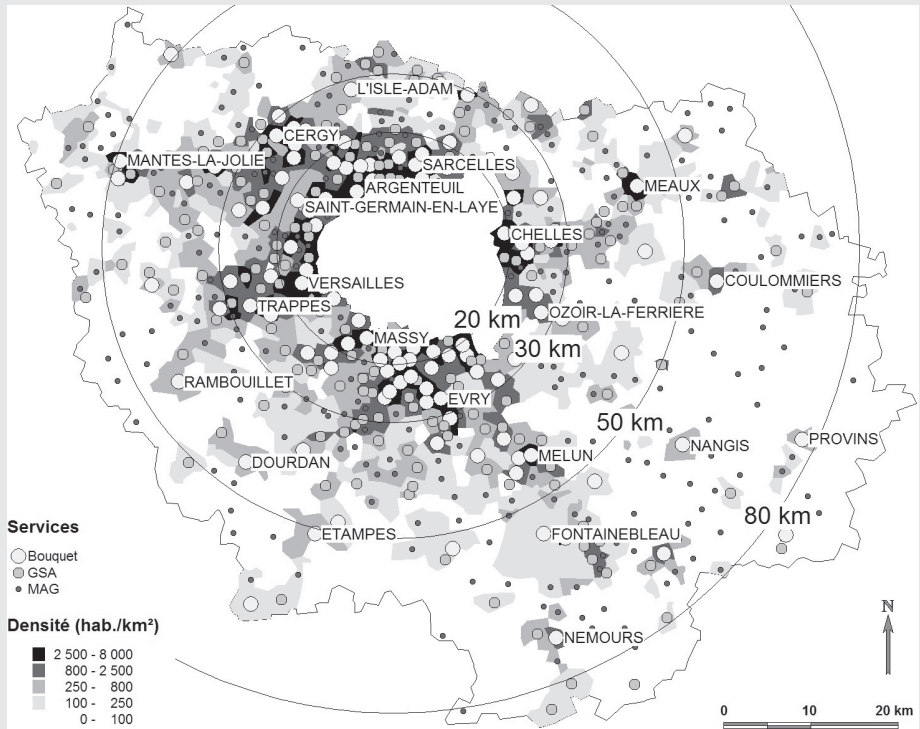 L'ISLE-ADAM
CERGY
MANTES-LA-JOLIE
SARCELLES
ARGENTEUIL
MEAUX
SAINT-GERMAIN-EN-LAYE
CHELLES
VERSAILLES
COULOMMIERS
TRAPPES
OZOIR-LA-FERRIERE
20 km
MASSY
30 km
RAMBOUILLET
EVRY
50 km
NANGIS
PROVINS
DOURDAN
MELUN
80 km
ETAMPES
FONTAINEBLEAU
NEMOURS
Services
Bouquet
GSA
MAG
Densité (hab./km²)
2 500 - 8 000
800 - 2 500
250 - 800
100 - 250
0 - 100
N
0 10 20 km